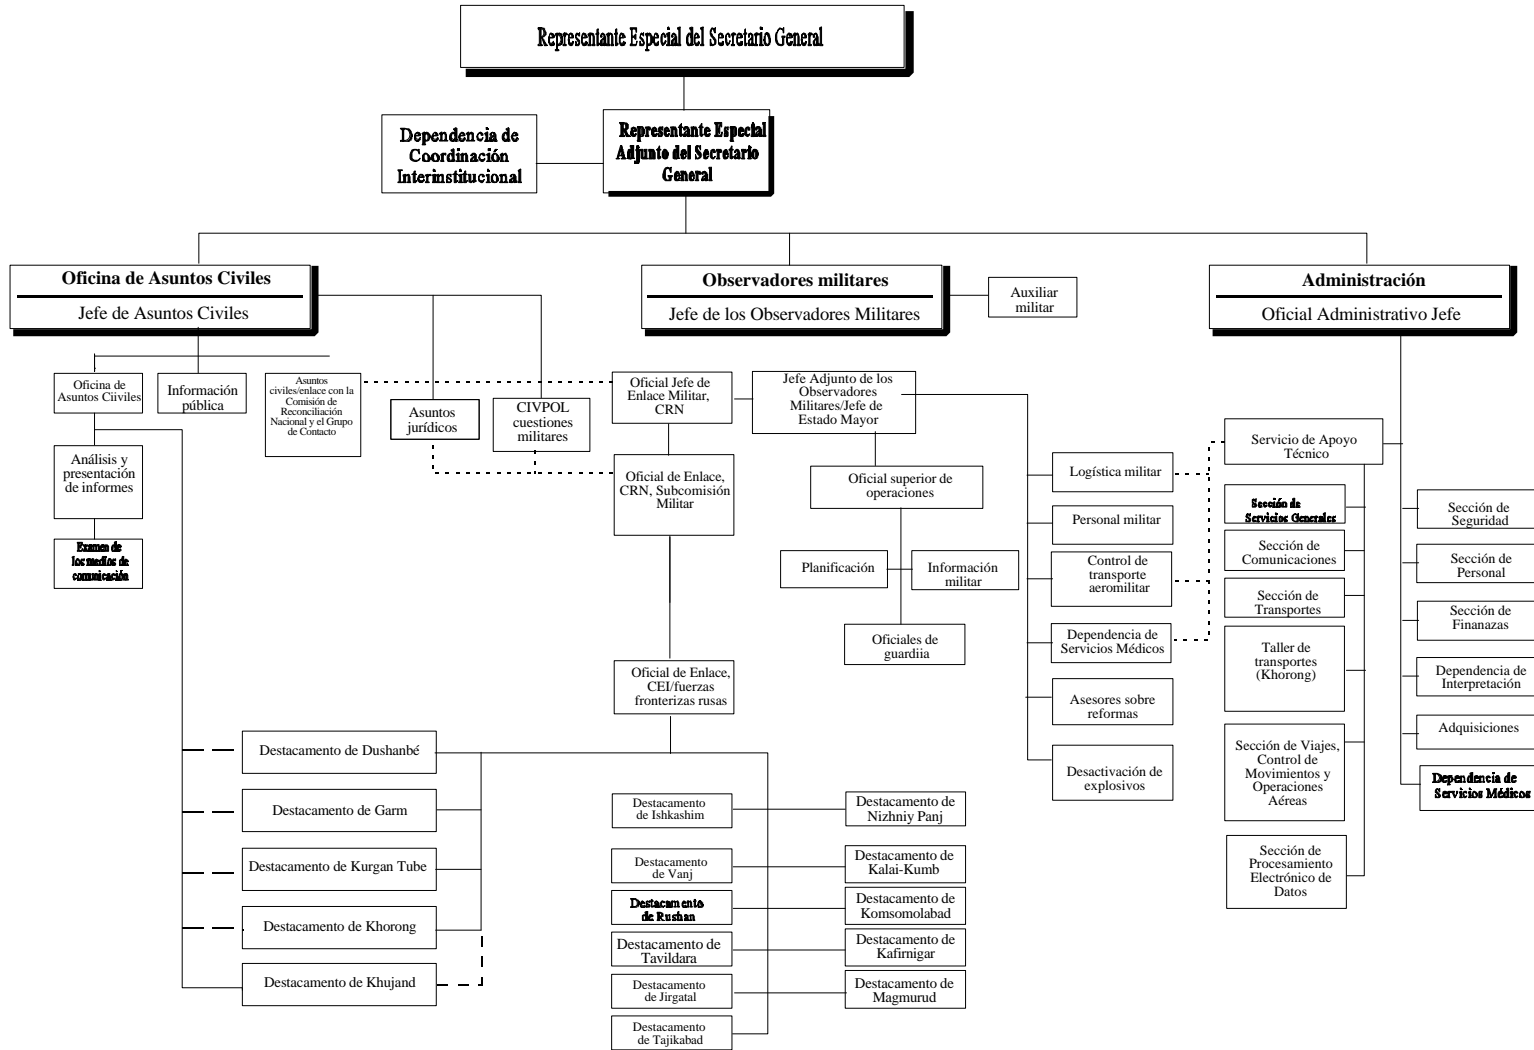 Representante Especial del Secretario General
Dependencia de
Coordinación
Interinstitucional
Representante Especial
Adjunto del Secretario
General
Oficina de Asuntos Civiles
Jefe de Asuntos Civiles
Observadores militares
Jefe de los Observadores Militares
Auxiliar
militar
Administración
Oficial Administrativo Jefe
Oficina de
Asuntos Ciiviles
Información
pública
Asuntos
civiles/enlace con la
Comisión de
Reconciliación
Nacional y el Grupo
de Contacto
Asuntos
jurídicos
CIVPOL
cuestiones
militares
Oficial Jefe de
Enlace Militar,
CRN
Jefe Adjunto de los
Observadores
Militares/Jefe de
Estado Mayor
Análisis y
presentación
de informes
Examen de
los medios de
comunicación
Oficial de Enlace,
CRN, Subcomisión
Militar
Oficial superior de
operaciones
Planificación
Información
militar
Oficiales de
guardiia
Logística militar
Personal militar
Control de
transporte
aeromilitar
Dependencia de
Servicios Médicos
Asesores sobre
reformas
Desactivación de
explosivos
Servicio de Apoyo
Técnico
Sección de
Servicios Generales
Sección de
Comunicaciones
Sección de
Transportes
Taller de
transportes
(Khorong)
Sección de Viajes,
Control de
Movimientos y
Operaciones
Aéreas
Sección de
Procesamiento
Electrónico de
Datos
Sección de
Seguridad
Sección de
Personal
Sección de
Finanazas
Dependencia de
Interpretación
Adquisiciones
Dependencia de
Servicios Médicos
Oficial de Enlace,
CEI/fuerzas
fronterizas rusas
Destacamento de Dushanbé
Destacamento de Garm
Destacamento de Kurgan Tube
Destacamento de Khorong
Destacamento de Khujand
Destacamento
de Ishkashim
Destacamento de
Nizhniy Panj
Destacamento
de Vanj
Destacamento de
Kalai-Kumb
Destacamento
de Rushan
Destacamento de
Komsomolabad
Destacamento de
Tavildara
Destacamento de
Kafirnigar
Destacamento
de Jirgatal
Destacamento de
Magmurud
Destacamento
de Tajikabad